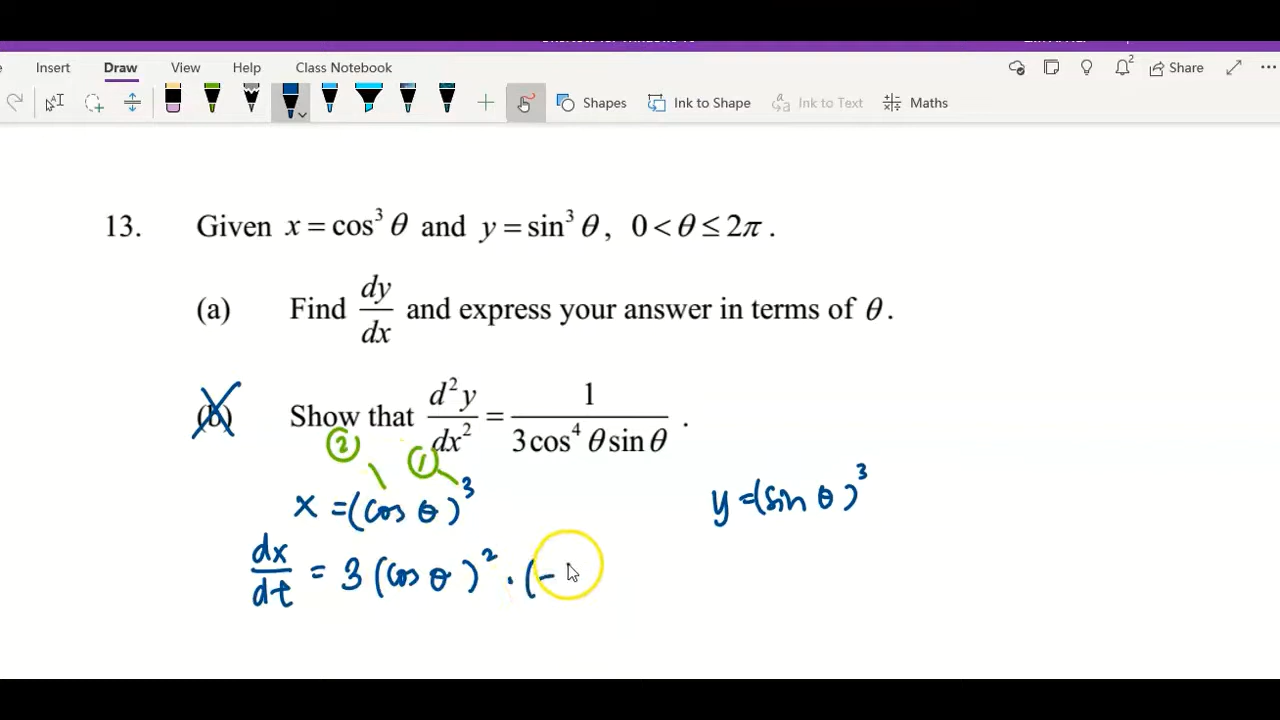 Insert Draw View Help Class Notebook 2 Share
Shapes Ink to Shape Ink to Text Maths
13. Given x = cos³ θ and y = sin³ θ, 0 < θ ≤ 2π.
(a) Find dy/dx and express your answer in terms of θ.
(b) Show that d²y/dx² = 1/(3cos⁴ θ sin θ).
② ①
x = (cos θ)³ y = (sin θ)³
dx/dt = 3 (cos θ)² · (−